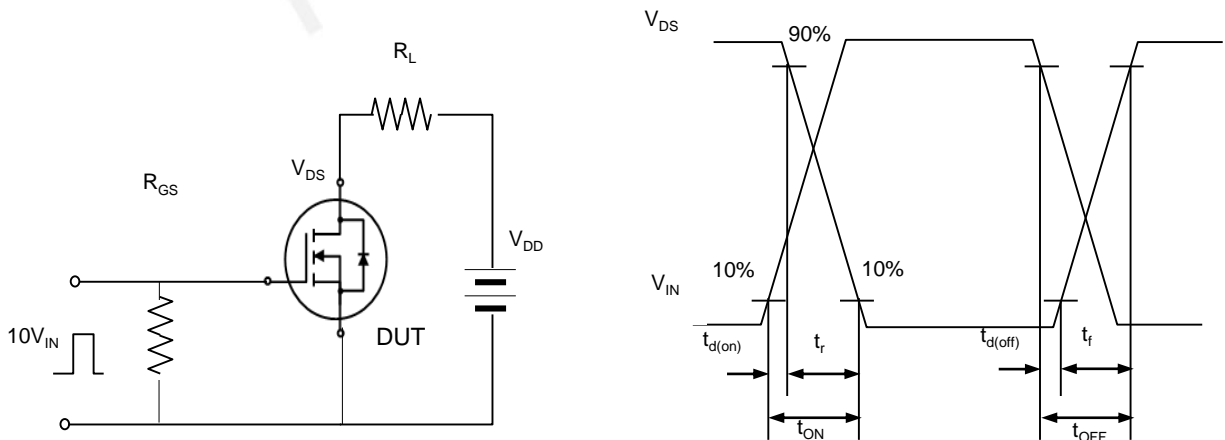 R_L
R_GS
V_DS
V_DD
10V_IN
DUT
V_DS
90%
10%
10%
V_IN
t_d(on)
t_r
t_d(off)
t_f
t_ON
t_OFF